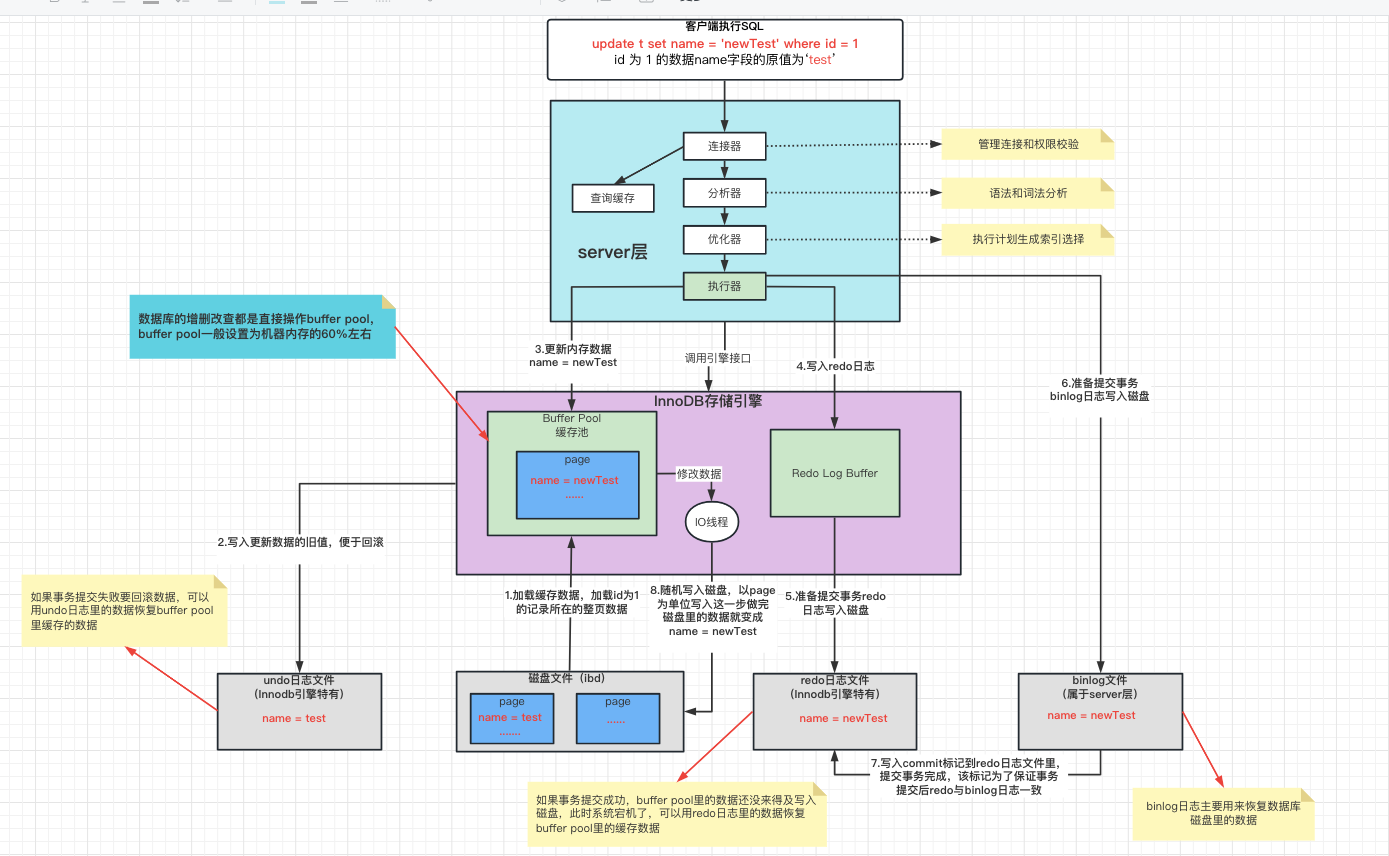 客户端执行SQL
update t set name = 'newTest' where id = 1
id 为 1 的数据name字段的原值为‘test’
连接器
管理连接和权限校验
查询缓存
分析器
语法和词法分析
优化器
执行计划生成索引选择
server层
执行器
数据库的增删改查都是直接操作buffer pool，
buffer pool一般设置为机器内存的60%左右
3.更新内存数据
name = newTest
调用引擎接口
4.写入redo日志
6.准备提交事务
binlog日志写入磁盘
InnoDB存储引擎
Buffer Pool
缓存池
page
name = newTest
......
修改数据
IO线程
Redo Log Buffer
2.写入更新数据的旧值，便于回滚
如果事务提交失败要回滚数据，可以
用undo日志里的数据恢复buffer pool
里缓存的数据
1.加载缓存数据，加载id为1
的记录所在的整页数据
8.随机写入磁盘，以page
为单位写入这一步做完
磁盘里的数据就变成
name = newTest
5.准备提交事务redo
日志写入磁盘
undo日志文件
（Innodb引擎特有）
name = test
磁盘文件（ibd）
page
name = test
.......
page
......
redo日志文件
（Innodb引擎特有）
name = newTest
binlog文件
（属于server层）
name = newTest
7.写入commit标记到redo日志文件里，
提交事务完成，该标记为了保证事务
提交后redo与binlog日志一致
如果事务提交成功，buffer pool里的数据还没来得及写入
磁盘，此时系统宕机了，可以用redo日志里的数据恢复
buffer pool里的缓存数据
binlog日志主要用来恢复数据库
磁盘里的数据